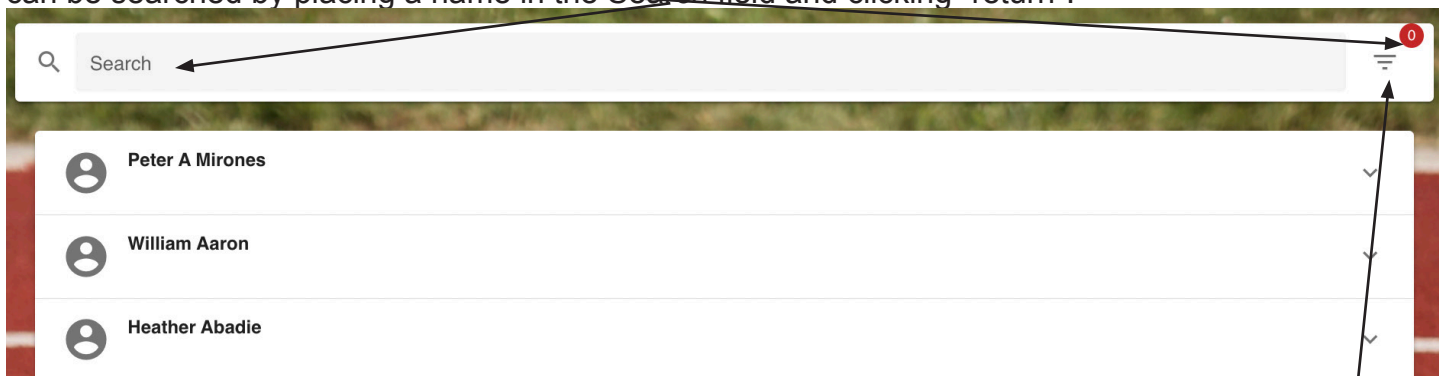 can be searched by placing a name in the Search field and clicking "return".
0
Search
Peter A Mirones
William Aaron
Heather Abadie